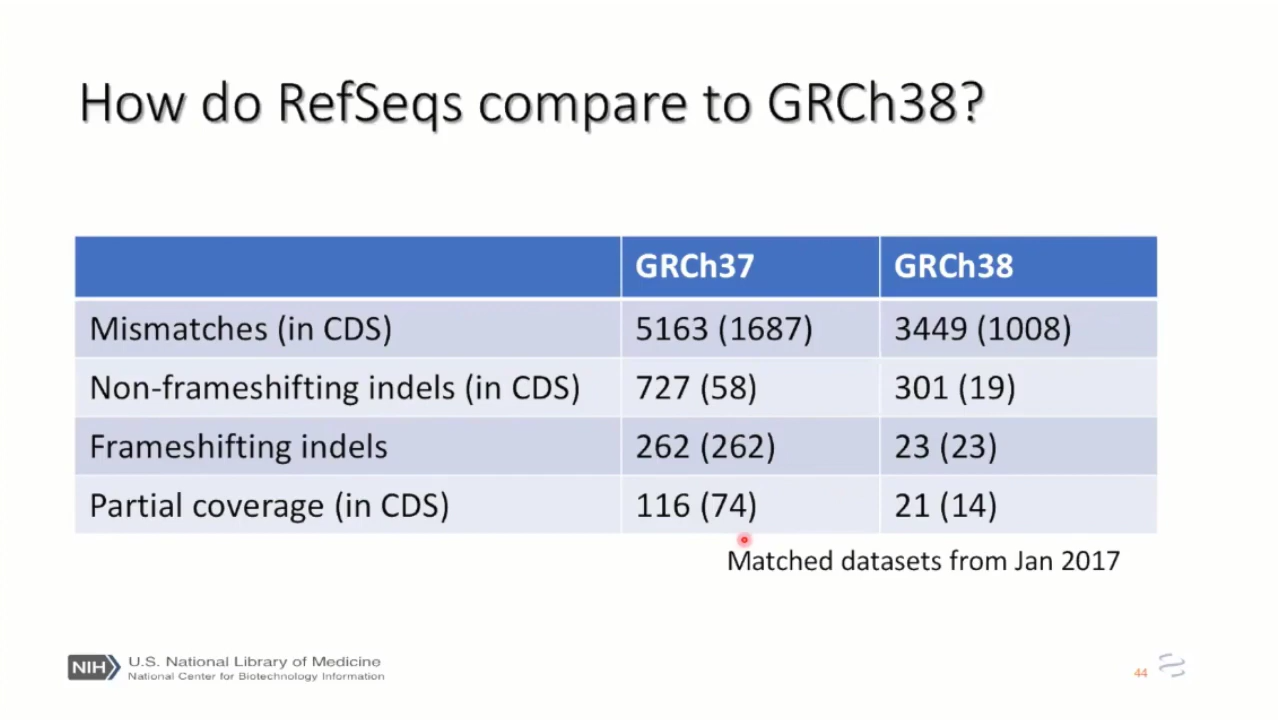 How do RefSeqs compare to GRCh38?
GRCh37 GRCh38
Mismatches (in CDS) 5163 (1687) 3449 (1008)
Non-frameshifting indels (in CDS) 727 (58) 301 (19)
Frameshifting indels 262 (262) 23 (23)
Partial coverage (in CDS) 116 (74) 21 (14)
Matched datasets from Jan 2017
NIH U.S. National Library of Medicine
National Center for Biotechnology Information
44